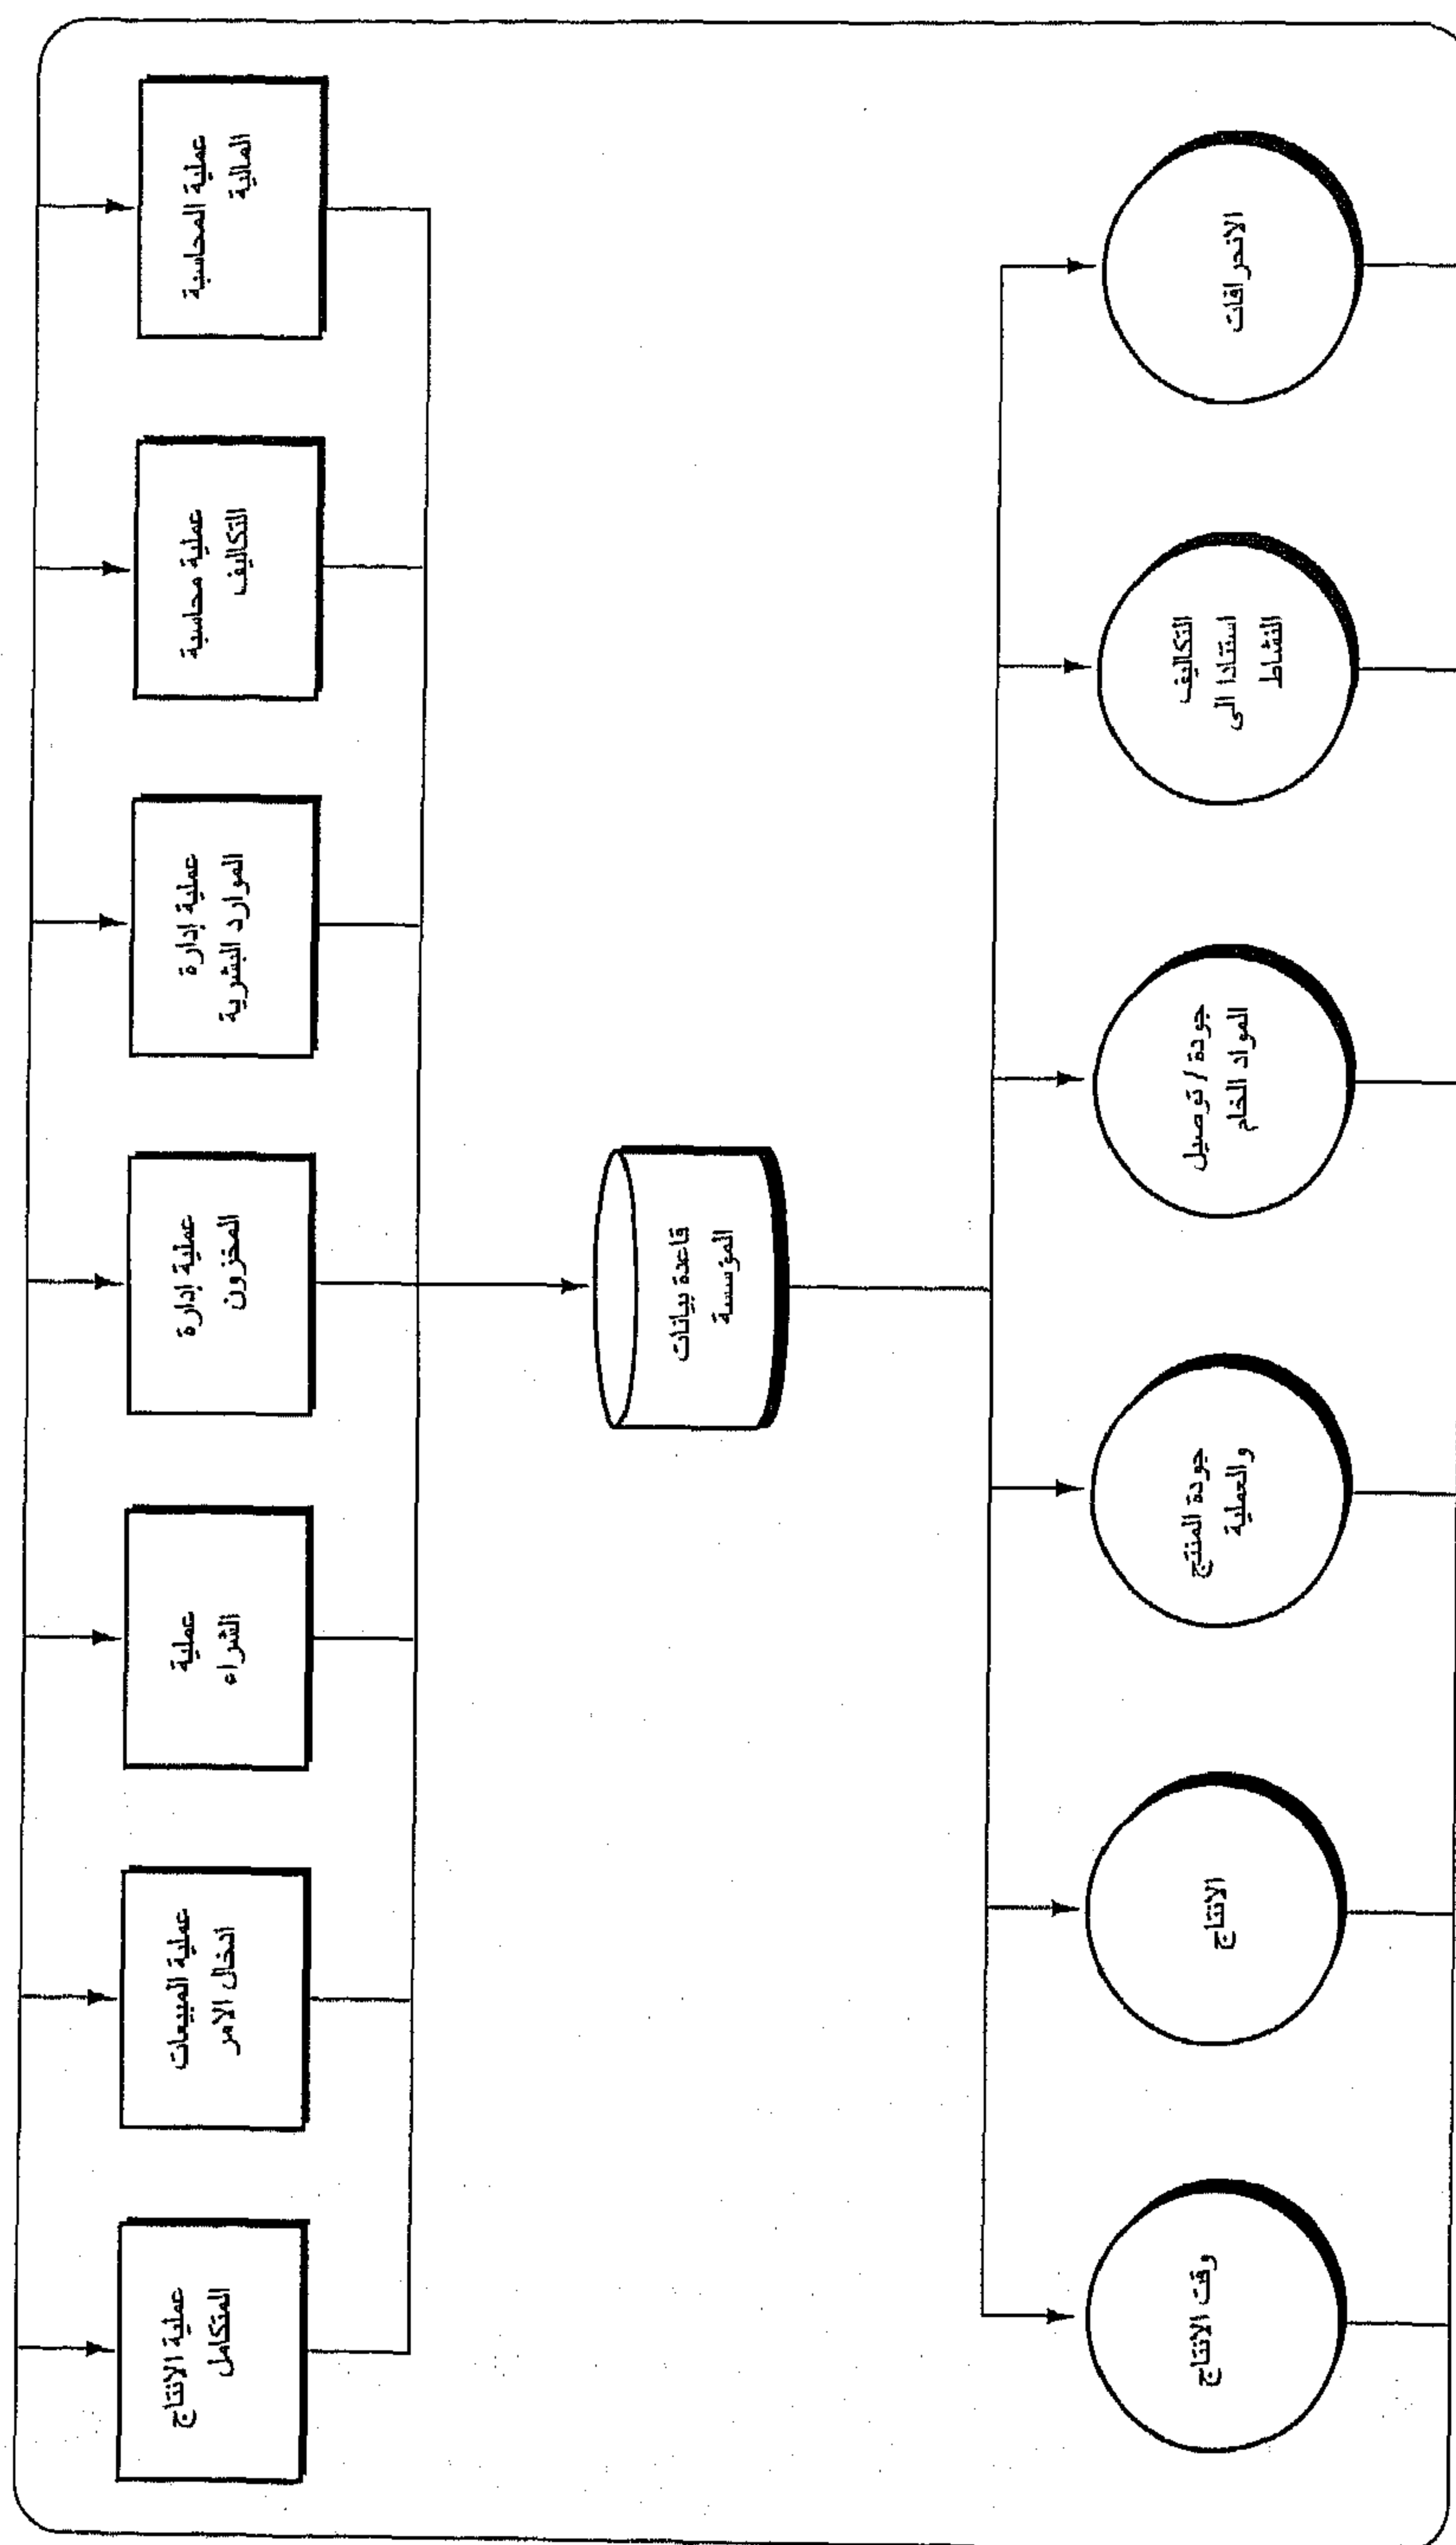 عملية المحاسبة
المالية
عملية محاسبة
التكاليف
عملية إدارة
الموارد البشرية
عملية إدارة
المخزون
عملية
الشراء
عملية المبيعات
ادخال الامر
عملية الانتاج
المتكامل
قاعدة بيانات
المؤسسة
الانحرافات
التكاليف
استنادا الى
النشاط
جودة / توصيل
المواد الخام
جودة المنتج
والعملية
الانتاج
وقت الانتاج